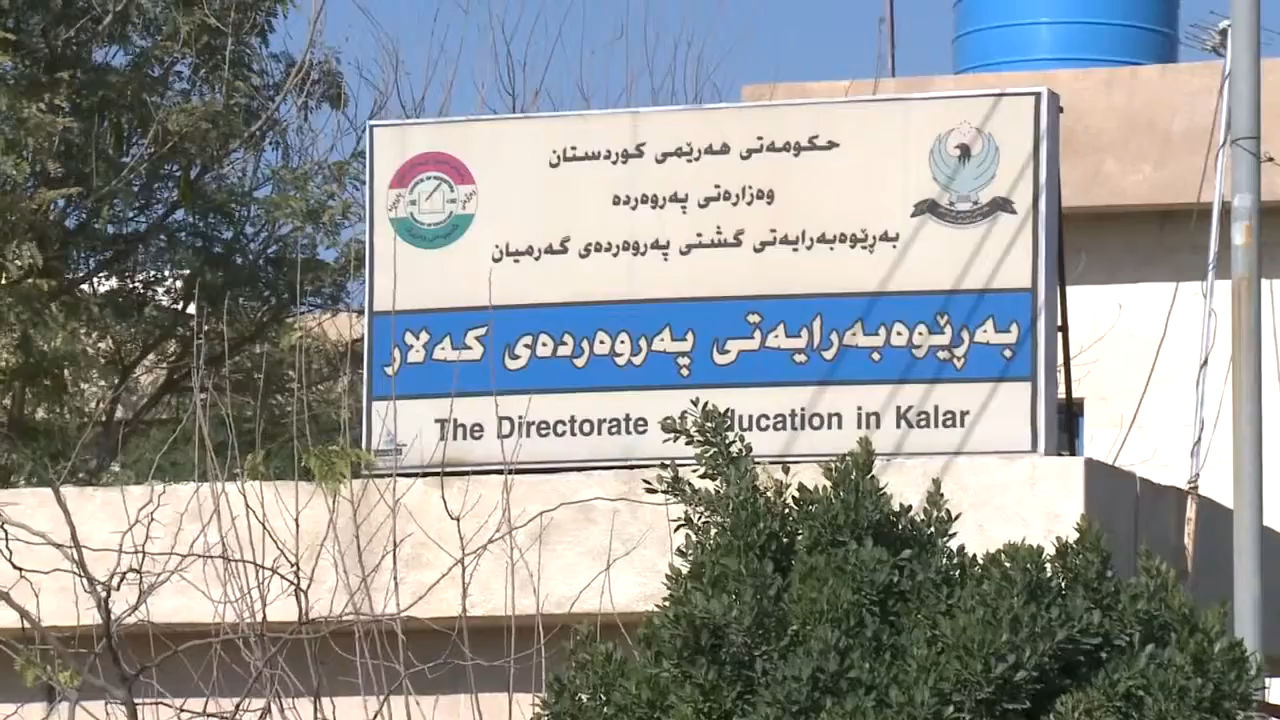 حکومەتی هەرێمی کوردستان
وەزارەتی پەروەردە
بەڕێوەبەرایەتی گشتی پەروەردەی گەرمیان
بەڕێوەبەرایەتی پەروەردەی کەلار
The Directorate of Education in Kalar